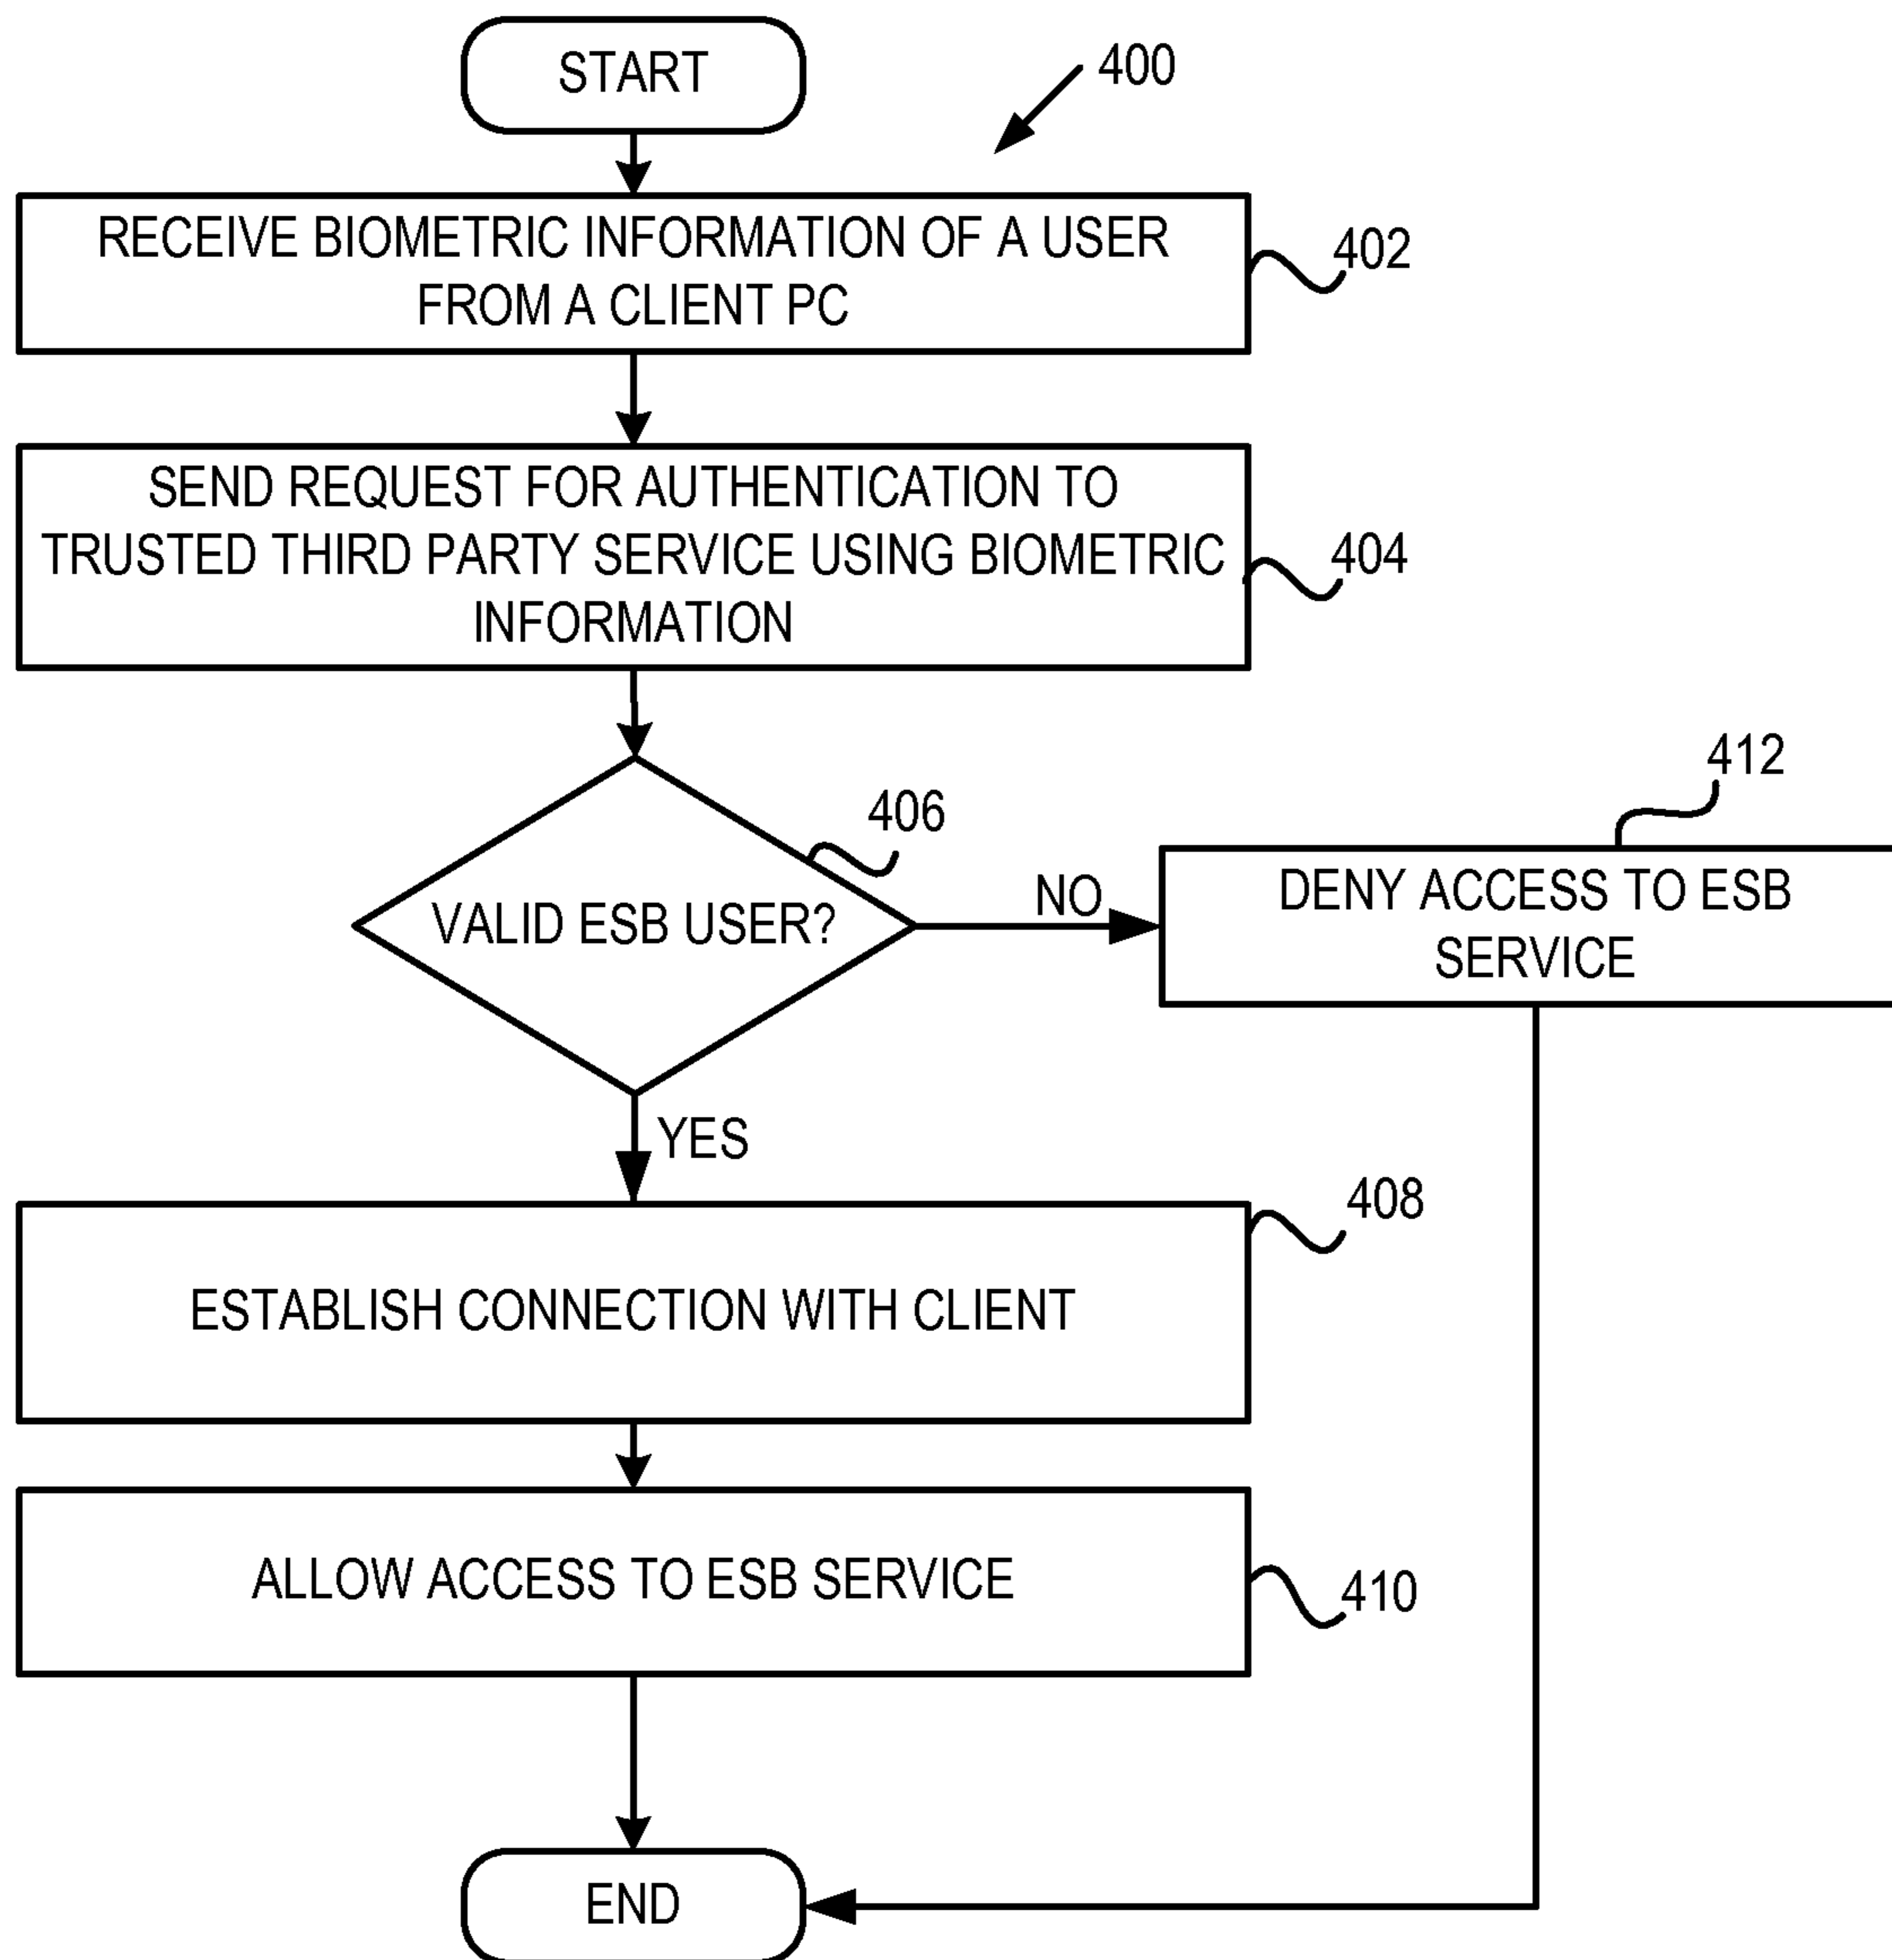 START
400
RECEIVE BIOMETRIC INFORMATION OF A USER
FROM A CLIENT PC
402
SEND REQUEST FOR AUTHENTICATION TO
TRUSTED THIRD PARTY SERVICE USING BIOMETRIC
INFORMATION
404
VALID ESB USER?
406
NO
412
DENY ACCESS TO ESB
SERVICE
YES
408
ESTABLISH CONNECTION WITH CLIENT
ALLOW ACCESS TO ESB SERVICE
410
END